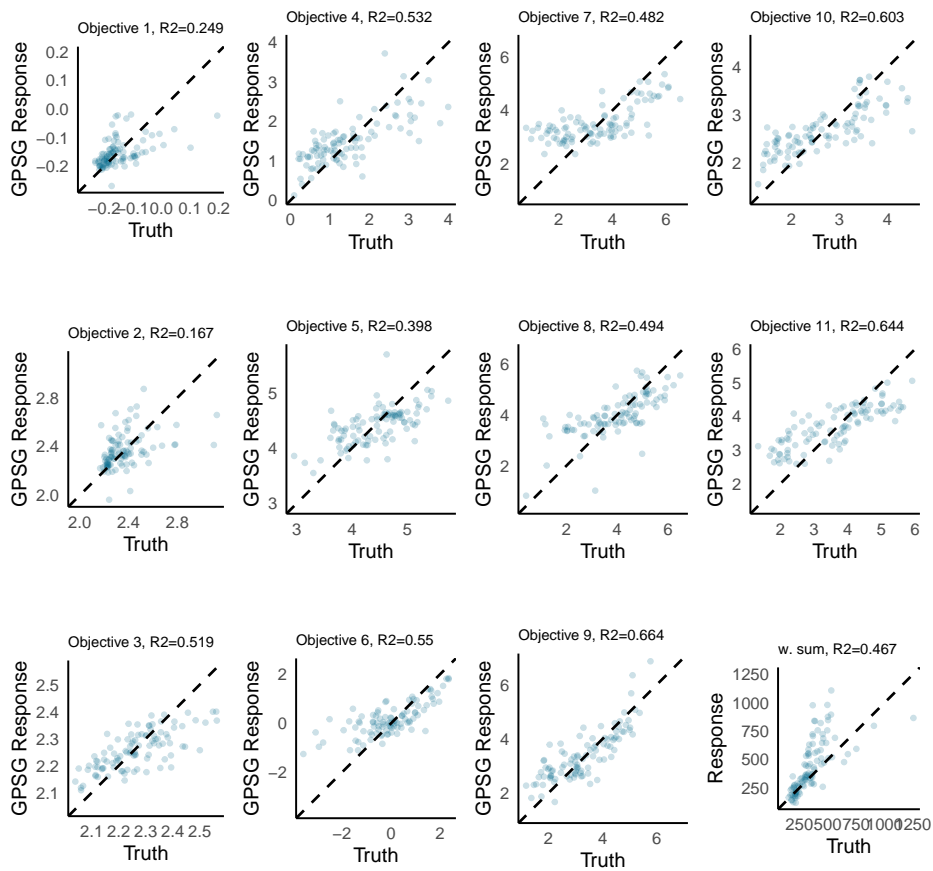 Objective 1, R2=0.249
GPSG Response
0.2
0.1
0.0
−0.1
−0.2
−0.2−0.10.0 0.1 0.2
Truth
Objective 4, R2=0.532
GPSG Response
4
3
2
1
0
0 1 2 3 4
Truth
Objective 7, R2=0.482
GPSG Response
6
4
2
2 4 6
Truth
Objective 10, R2=0.603
GPSG Response
4
3
2
2 3 4
Truth
Objective 2, R2=0.167
GPSG Response
2.8
2.4
2.0
2.0 2.4 2.8
Truth
Objective 5, R2=0.398
GPSG Response
5
4
3
3 4 5
Truth
Objective 8, R2=0.494
GPSG Response
6
4
2
2 4 6
Truth
Objective 11, R2=0.644
GPSG Response
6
5
4
3
2
2 3 4 5 6
Truth
Objective 3, R2=0.519
GPSG Response
2.5
2.4
2.3
2.2
2.1
2.1 2.2 2.3 2.4 2.5
Truth
Objective 6, R2=0.55
GPSG Response
2
0
−2
−2 0 2
Truth
Objective 9, R2=0.664
GPSG Response
6
4
2
2 4 6
Truth
w. sum, R2=0.467
Response
1250
1000
750
500
250
250 500 750 1000 1250
Truth